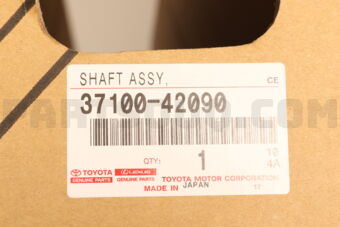 SHAFT ASSY, CE
37100-42090
QTY: 1 10
4A
TOYOTA LEXUS
GENUINE PARTS GENUINE PARTS TOYOTA MOTOR CORPORATION
MADE IN JAPAN 17